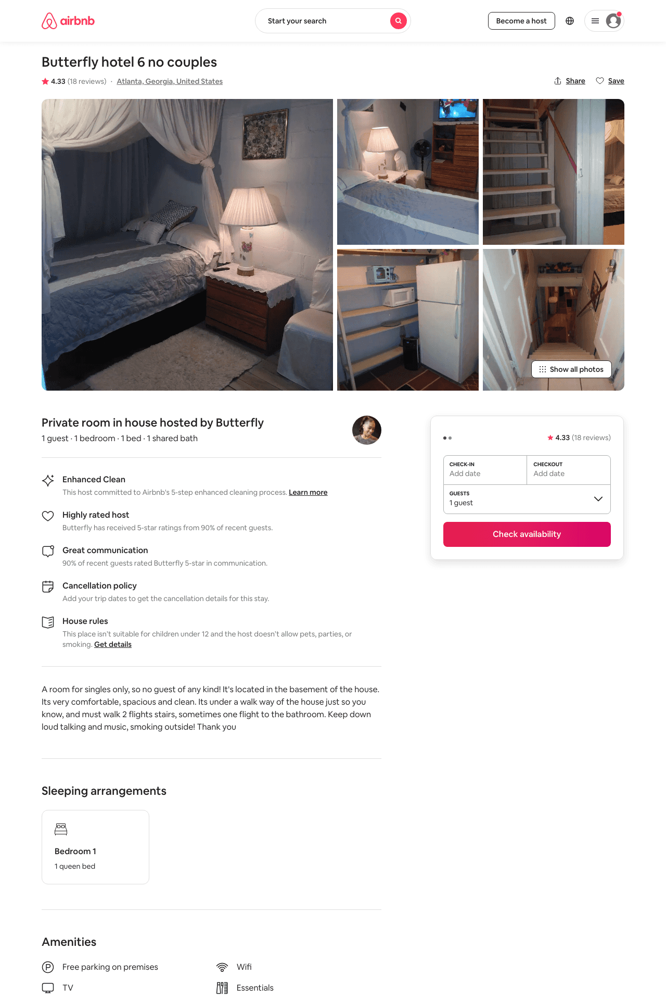 airbnb
Start your search
Become a host
Butterfly hotel 6 no couples
4.33 (18 reviews) · Atlanta, Georgia, United States
Share
Save
Show all photos
Private room in house hosted by Butterfly
1 guest · 1 bedroom · 1 bed · 1 shared bath
4.33 (18 reviews)
CHECK-IN
Add date
CHECKOUT
Add date
GUESTS
1 guest
Check availability
Enhanced Clean
This host committed to Airbnb's 5-step enhanced cleaning process. Learn more
Highly rated host
Butterfly has received 5-star ratings from 90% of recent guests.
Great communication
90% of recent guests rated Butterfly 5-star in communication.
Cancellation policy
Add your trip dates to get the cancellation details for this stay.
House rules
This place isn’t suitable for children under 12 and the host doesn’t allow pets, parties, or
smoking. Get details
A room for singles only, so no guest of any kind! It's located in the basement of the house.
Its very comfortable, spacious and clean. Its under a walk way of the house just so you
know, and must walk 2 flights stairs, sometimes one flight to the bathroom. Keep down
loud talking and music, smoking outside! Thank you
Sleeping arrangements
Bedroom 1
1 queen bed
Amenities
Free parking on premises
Wifi
TV
Essentials